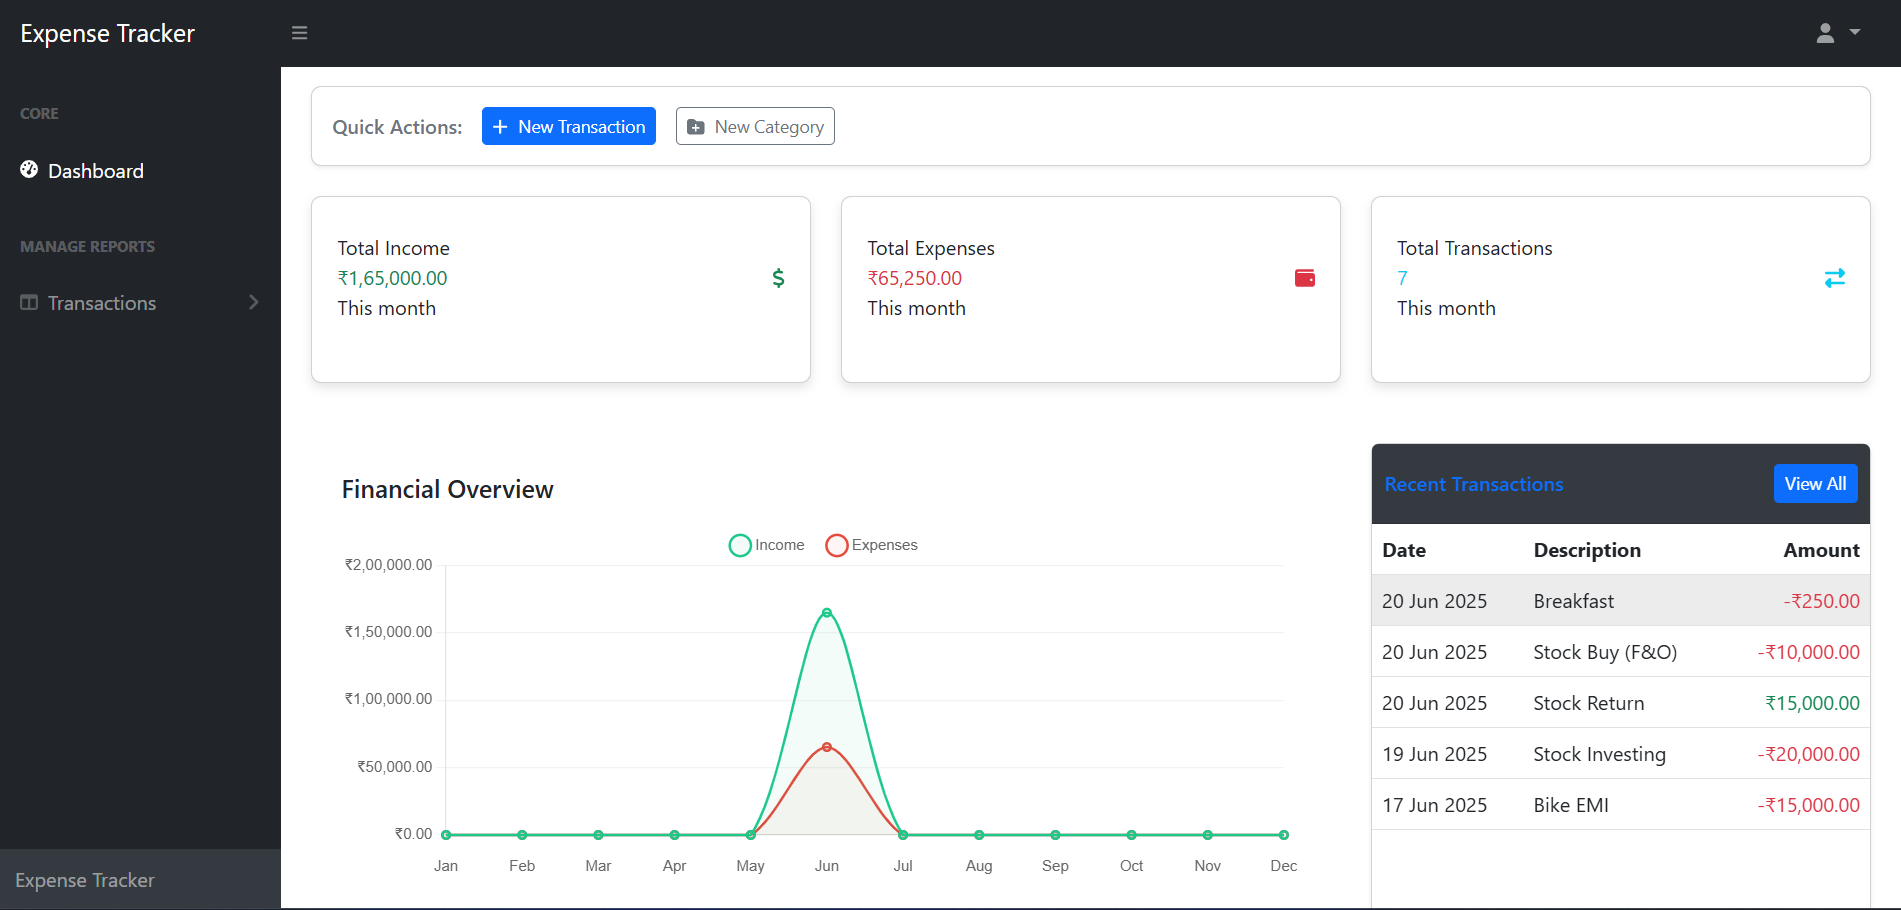 Expense Tracker
CORE
Dashboard
MANAGE REPORTS
Transactions
Expense Tracker
Quick Actions: New Transaction New Category
Total Income
₹1,65,000.00
This month
Total Expenses
₹65,250.00
This month
Total Transactions
7
This month
Financial Overview
Income Expenses
₹2,00,000.00
₹1,50,000.00
₹1,00,000.00
₹50,000.00
₹0.00
Jan Feb Mar Apr May Jun Jul Aug Sep Oct Nov Dec
Recent Transactions View All
Date Description Amount
20 Jun 2025 Breakfast -₹250.00
20 Jun 2025 Stock Buy (F&O) -₹10,000.00
20 Jun 2025 Stock Return ₹15,000.00
19 Jun 2025 Stock Investing -₹20,000.00
17 Jun 2025 Bike EMI -₹15,000.00